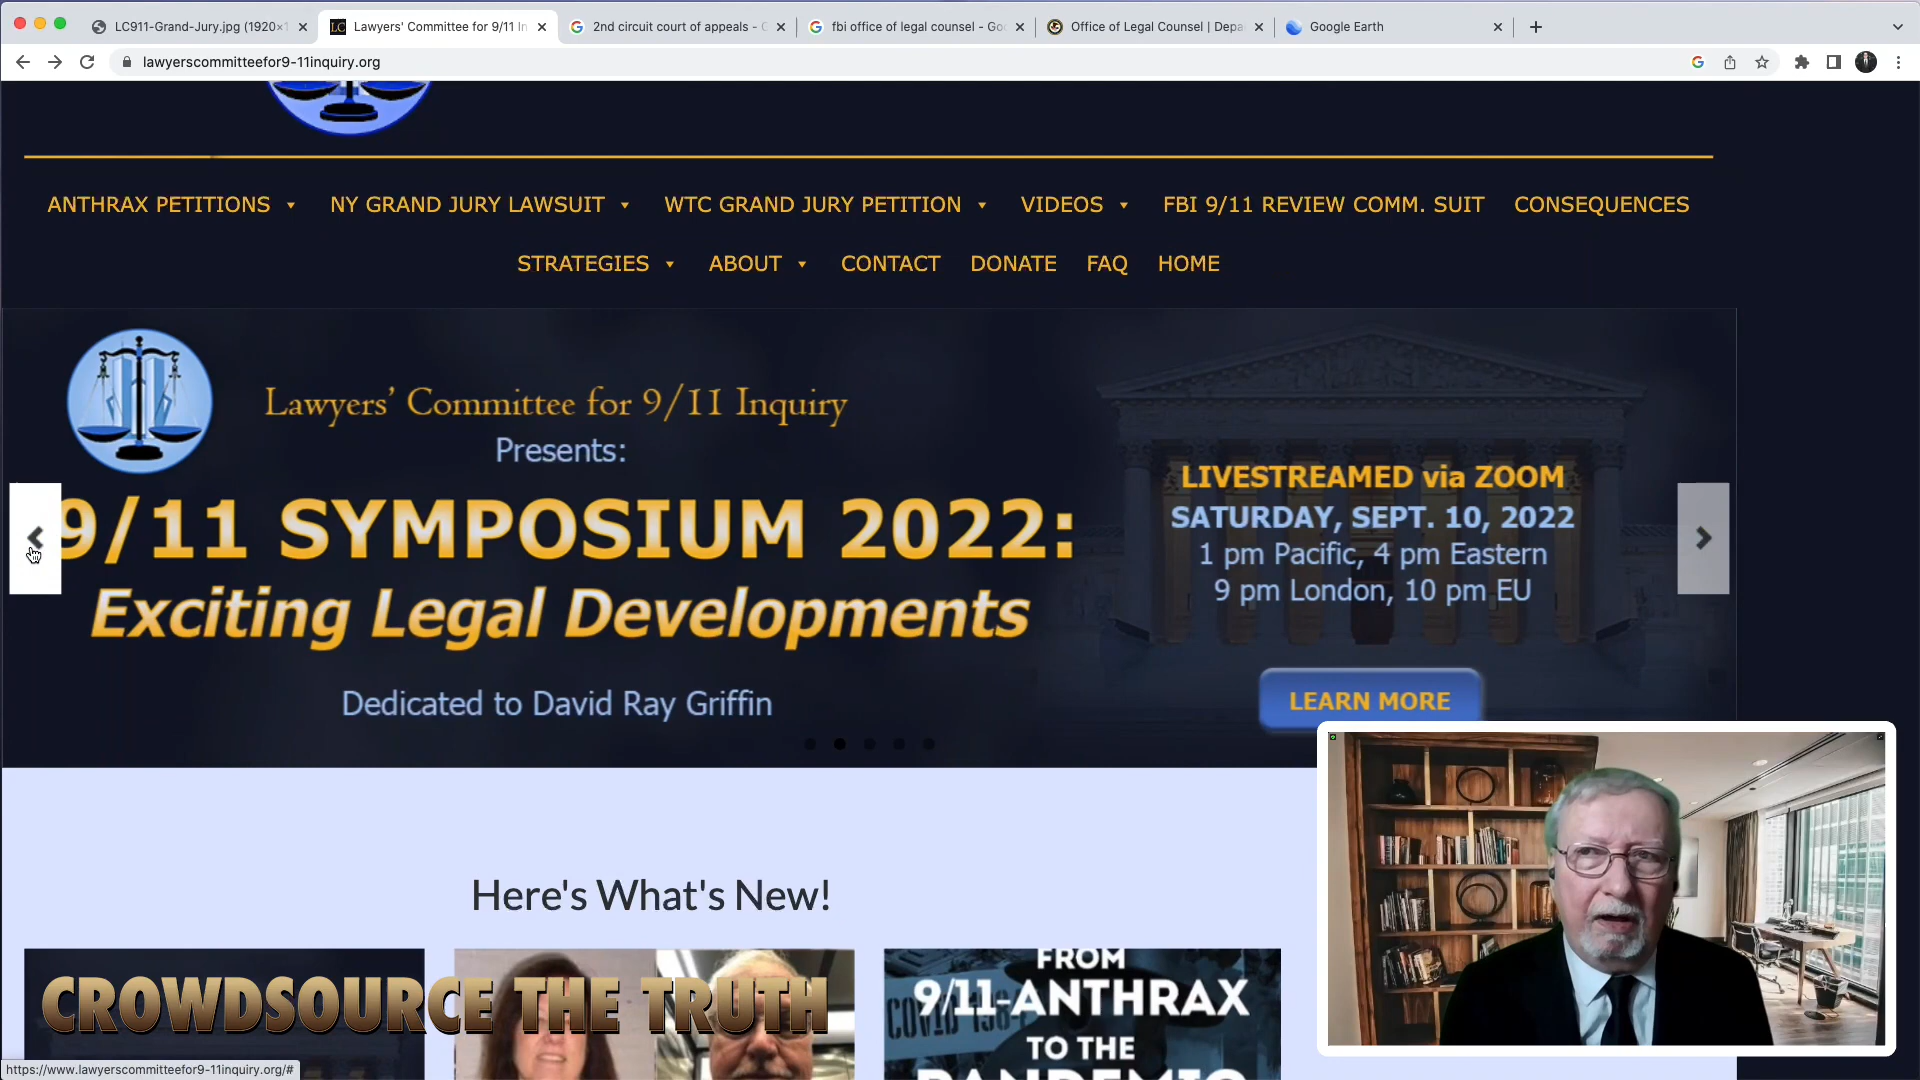 LC911-Grand-Jury.jpg (1920×1
Lawyers' Committee for 9/11 In
2nd circuit court of appeals - G
fbi office of legal counsel - Goo
Office of Legal Counsel | Depa
Google Earth
lawyerscommitteefor9-11inquiry.org
ANTHRAX PETITIONS NY GRAND JURY LAWSUIT WTC GRAND JURY PETITION VIDEOS FBI 9/11 REVIEW COMM. SUIT CONSEQUENCES
STRATEGIES ABOUT CONTACT DONATE FAQ HOME
Lawyers' Committee for 9/11 Inquiry
Presents:
9/11 SYMPOSIUM 2022:
Exciting Legal Developments
Dedicated to David Ray Griffin
LIVESTREAMED via ZOOM
SATURDAY, SEPT. 10, 2022
1 pm Pacific, 4 pm Eastern
9 pm London, 10 pm EU
LEARN MORE
Here's What's New!
CROWDSOURCE THE TRUTH
FROM
9/11-ANTHRAX
TO THE
PANDEMIC
https://www.lawyerscommitteefor9-11inquiry.org/#